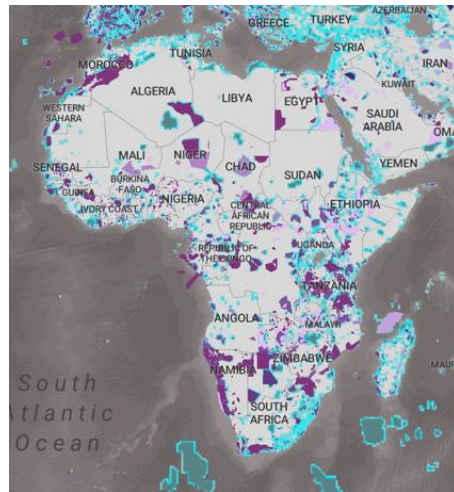 GREECE
TURKEY
AZERBAIJAN
TUNISIA
SYRIA
IRAN
MOROCCO
KUWAIT
ALGERIA
LIBYA
EGYPT
WESTERN
SAHARA
SAUDI
ARABIA
OMA
MALI
NIGER
SENEGAL
CHAD
SUDAN
YEMEN
BURKINA
FASO
GUINEA
NIGERIA
ETHIOPIA
IVORY COAST
CENTRAL
AFRICAN
REPUBLIC
REPUBLIC OF
THE CONGO
UGANDA
TANZANIA
ANGOLA
MALAWI
ZIMBABWE
NAMIBIA
MAUR
SOUTH
AFRICA
South
Atlantic
Ocean